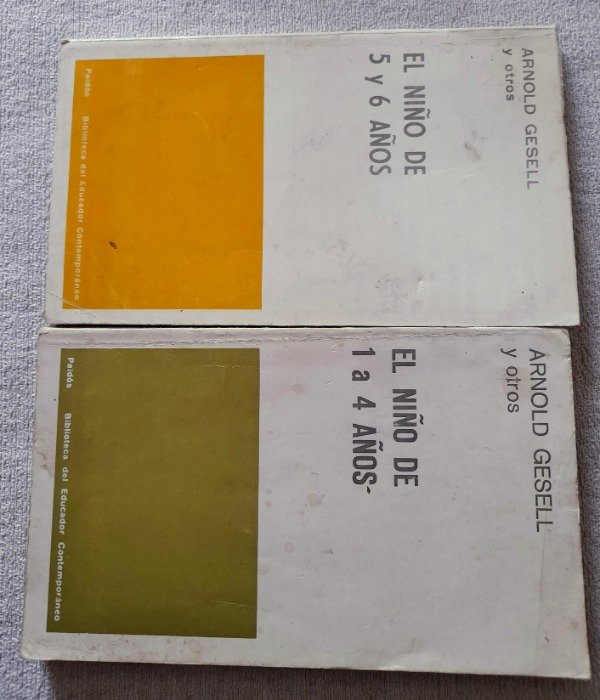 ARNOLD GESELL
y otros
EL NIÑO DE
5 y 6 AÑOS
Paidós Biblioteca del Educador Contemporáneo
ARNOLD GESELL
y otros
EL NIÑO DE
1 a 4 AÑOS
Paidós Biblioteca del Educador Contemporáneo